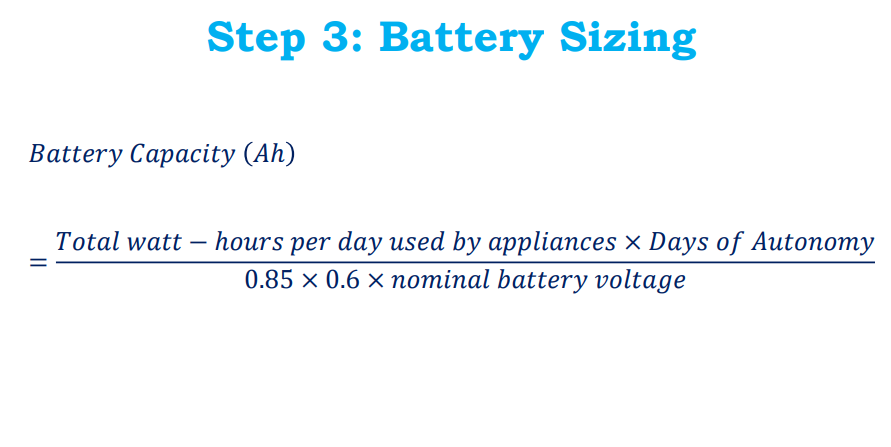 Step 3: Battery Sizing
Battery Capacity (Ah)
= Total watt − hours per day used by appliances × Days of Autonomy
0.85 × 0.6 × nominal battery voltage